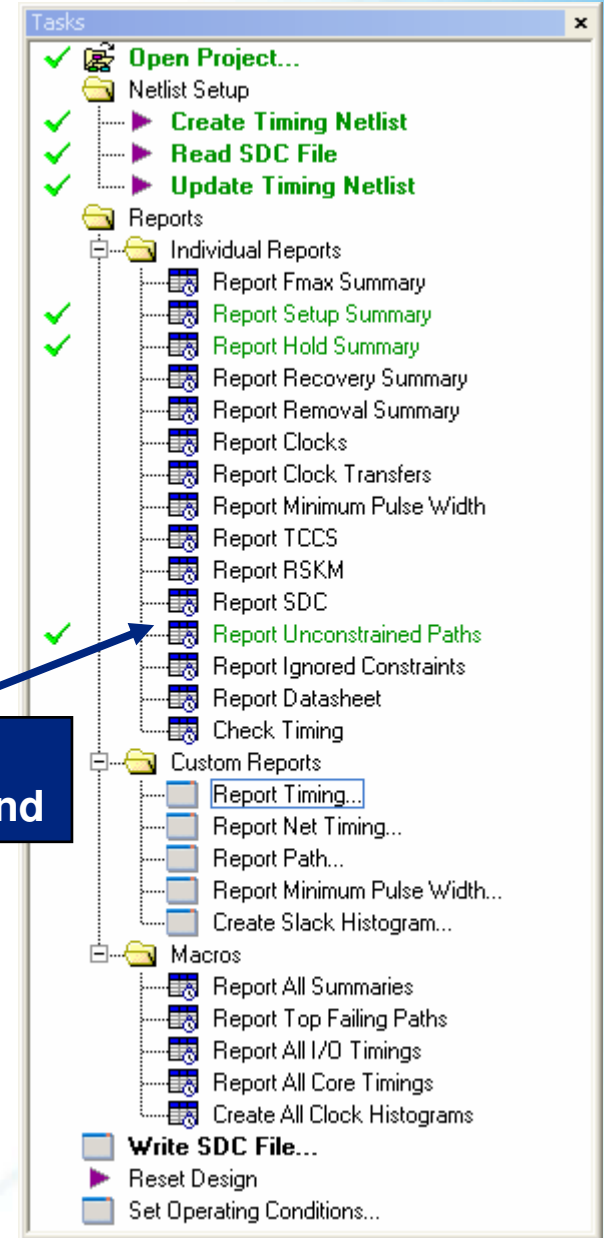 Tasks
Open Project...
Netlist Setup
Create Timing Netlist
Read SDC File
Update Timing Netlist
Reports
Individual Reports
Report Fmax Summary
Report Setup Summary
Report Hold Summary
Report Recovery Summary
Report Removal Summary
Report Clocks
Report Clock Transfers
Report Minimum Pulse Width
Report TCCS
Report RSKM
Report SDC
Report Unconstrained Paths
Report Ignored Constraints
Report Datasheet
Check Timing
nd
Custom Reports
Report Timing...
Report Net Timing...
Report Path...
Report Minimum Pulse Width...
Create Slack Histogram...
Macros
Report All Summaries
Report Top Failing Paths
Report All I/O Timings
Report All Core Timings
Create All Clock Histograms
Write SDC File...
Reset Design
Set Operating Conditions...